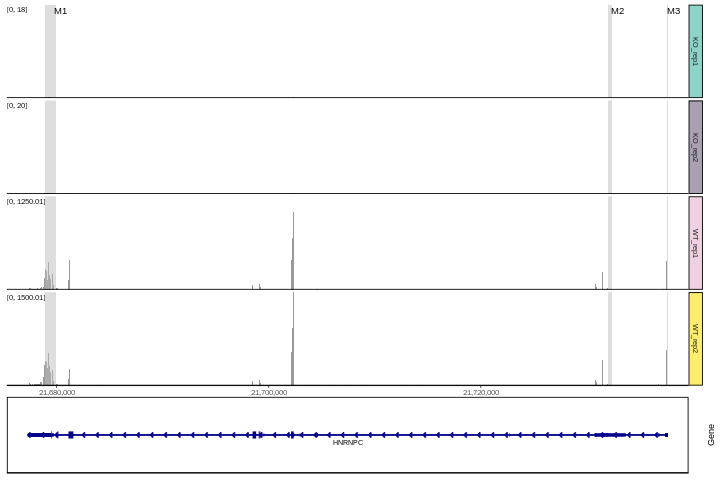 [0, 18]
M1
M2
M3
KO_rep1
[0, 20]
KO_rep2
[0, 1250.01]
WT_rep1
[0, 1500.01]
WT_rep2
21,680,000
21,700,000
21,720,000
HNRNPC
Gene